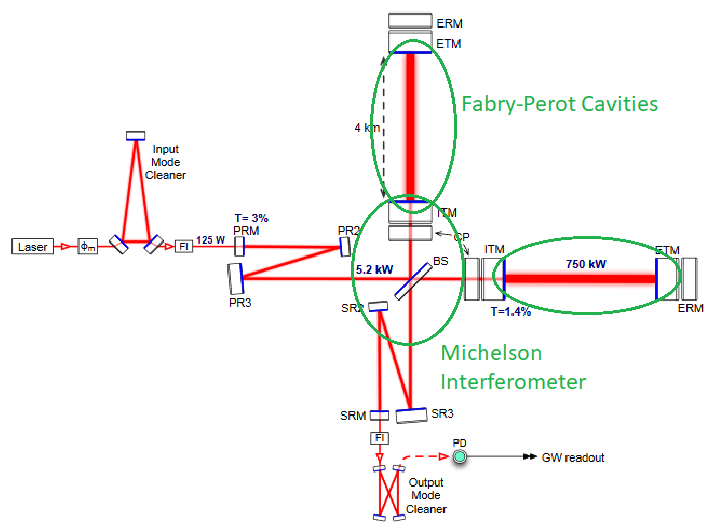 ERM
ETM
Fabry-Perot Cavities
4 km
Input
Mode
Cleaner
ITM
T= 3%
PRM
PR2
CP
Laser
ϕm
FI
125 W
BS
ITM
ETM
5.2 kW
750 kW
PR3
SR2
T=1.4%
ERM
Michelson
Interferometer
SRM
SR3
FI
PD
GW readout
Output
Mode
Cleaner